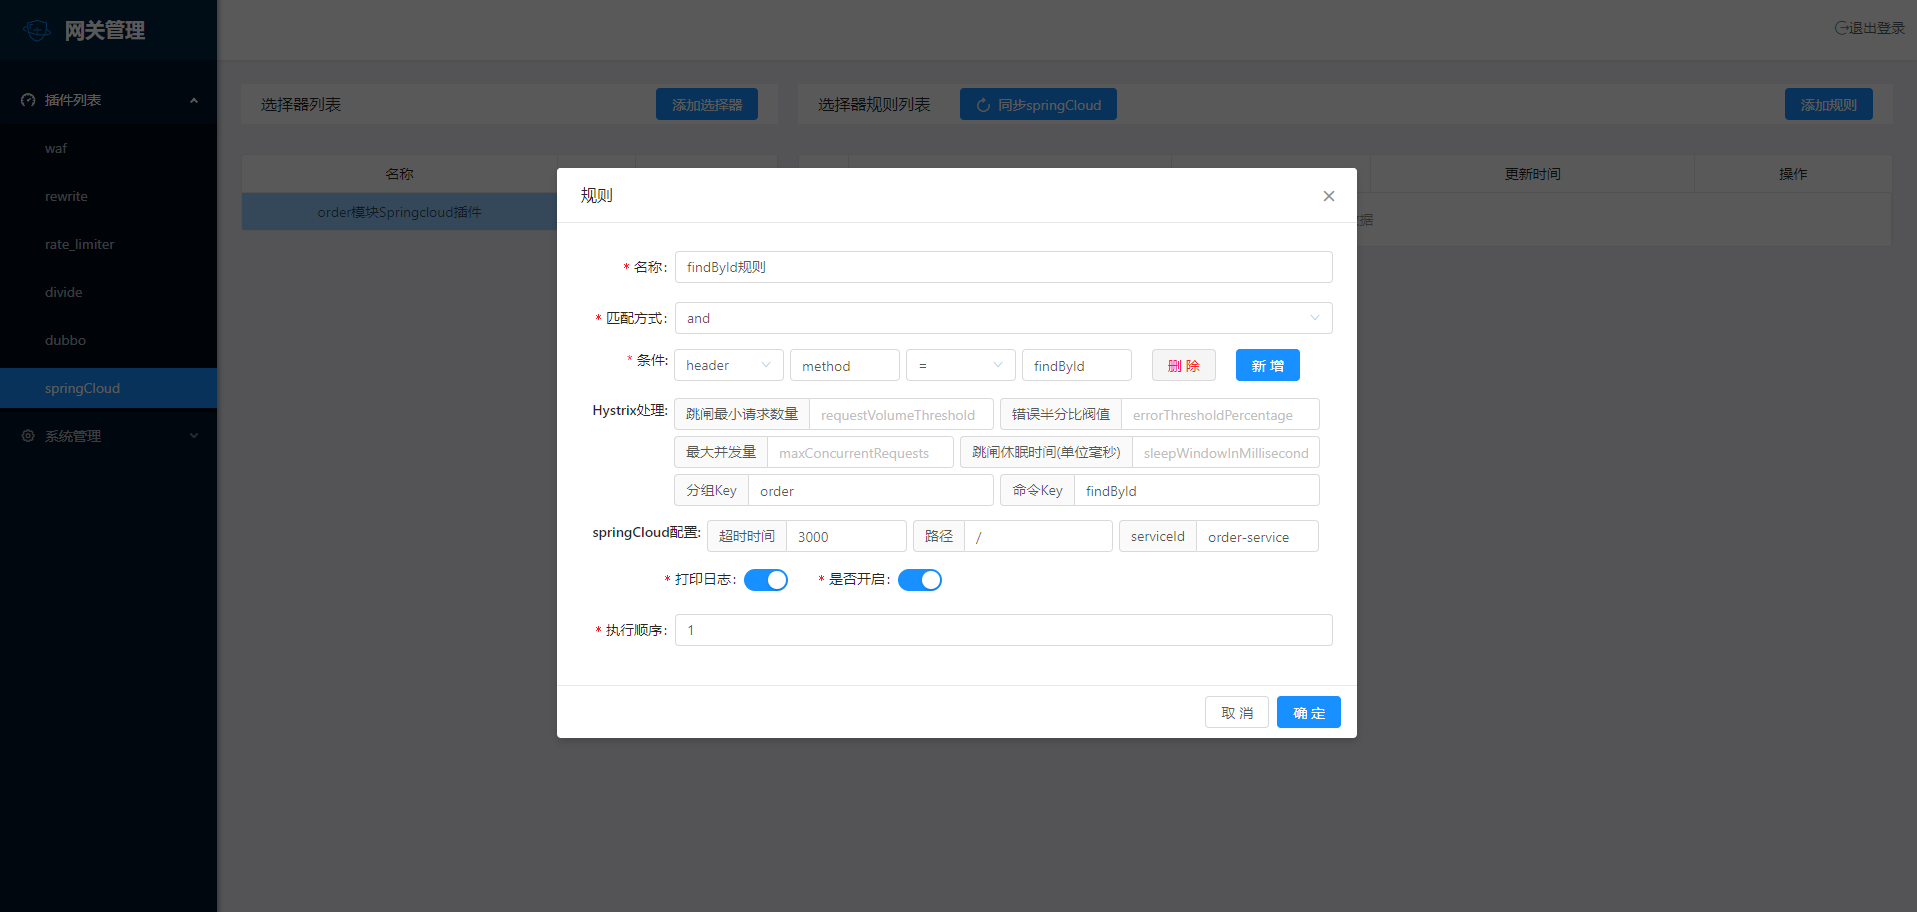 网关管理
退出登录
插件列表
waf
rewrite
rate_limiter
divide
dubbo
springCloud
系统管理
选择器列表
添加选择器
选择器规则列表
同步springCloud
添加规则
名称
更新时间
操作
order模块Springcloud插件
据
规则
* 名称:
findById规则
* 匹配方式:
and
* 条件:
header
method
=
findById
删 除
新 增
Hystrix处理:
跳闸最小请求数量
requestVolumeThreshold
错误半分比阀值
errorThresholdPercentage
最大并发量
maxConcurrentRequests
跳闸休眠时间(单位毫秒)
sleepWindowInMillisecond
分组Key
order
命令Key
findById
springCloud配置:
超时时间
3000
路径
/
serviceId
order-service
* 打印日志:
* 是否开启:
* 执行顺序:
1
取 消
确 定